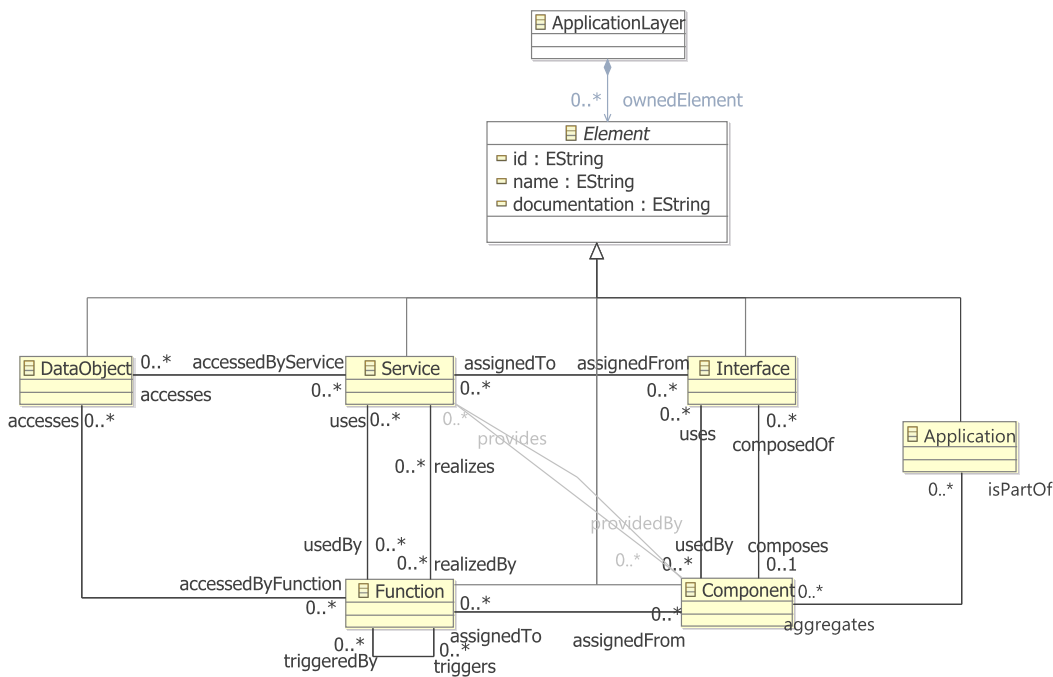 ApplicationLayer
0..* ownedElement
Element
id : EString
name : EString
documentation : EString
0..* accessedByService
assignedTo assignedFrom
DataObject
Service
Interface
accesses
0..*
0..*
0..*
accesses 0..*
uses 0..*
0..*
0..*
uses
0..*
provides
composedOf
Application
0..* realizes
0..* isPartOf
providedBy
usedBy 0..*
usedBy
composes
0..* realizedBy
0..*
0..*
0..1
accessedByFunction
Function
Component 0..*
0..*
0..*
0..*
aggregates
assignedTo
assignedFrom
0..*
0..*
triggeredBy
triggers